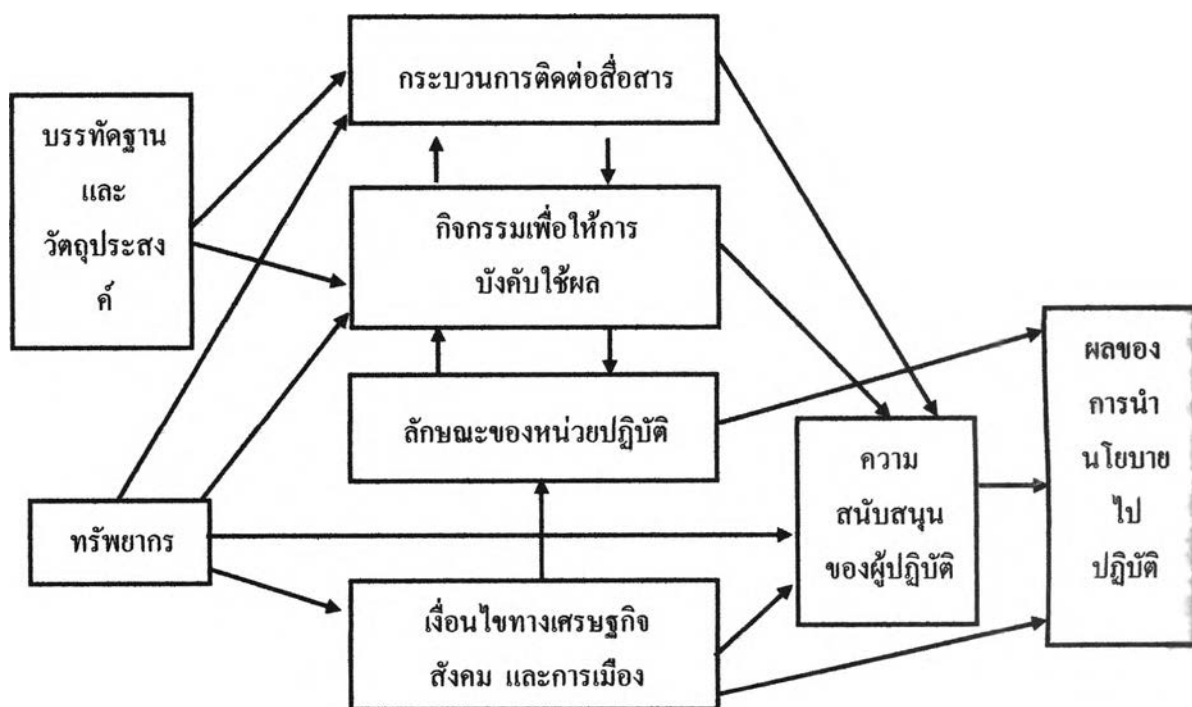 กระบวนการติดต่อสื่อสาร
บรรทัดฐาน
และ
วัตถุประสง
ค์
กิจกรรมเพื่อให้การ
บังคับใช้ผล
ลักษณะของหน่วยปฏิบัติ
ทรัพยากร
เงื่อนไขทางเศรษฐกิจ
สังคม และการเมือง
ความ
สนับสนุน
ของผู้ปฏิบัติ
ผลของ
การนำ
นโยบาย
ไป
ปฏิบัติ